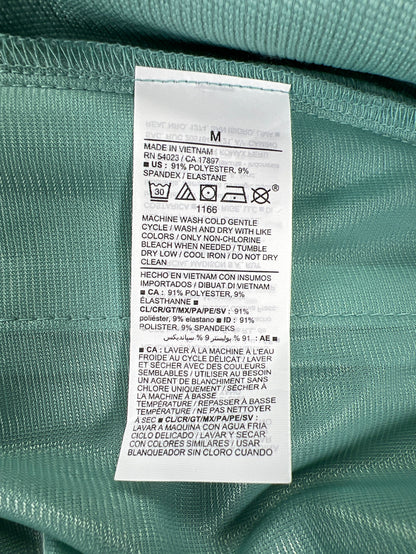 M
MADE IN VIETNAM
RN 54023 / CA 17897
■ US : 91% POLYESTER, 9%
SPANDEX / ELASTANE
30
1166
MACHINE WASH COLD GENTLE
CYCLE / WASH AND DRY WITH LIKE
COLORS / ONLY NON-CHLORINE
BLEACH WHEN NEEDED / TUMBLE
DRY LOW / COOL IRON / DO NOT DRY
CLEAN
HECHO EN VIETNAM CON INSUMOS
IMPORTADOS / DIBUAT DI VIETNAM
■ CA : 91% POLYESTER, 9%
ÉLASTHANNE ■
CL/CR/GT/MX/PA/PE/SV : 91%
poliéster, 9% elastano ■ ID : 91%
POLISTER, 9% SPANDEKS
■ AE : 91 % بوليستر 9 % سباندكس
■ CA : LAVER À LA MACHINE À L'EAU
FROIDE AU CYCLE DÉLICAT / LAVER
ET SÉCHER AVEC DES COULEURS
SEMBLABLES / UTILISER AU BESOIN
UN AGENT DE BLANCHIMENT SANS
CHLORE UNIQUEMENT / SÉCHER À
LA MACHINE À BASSE
TEMPÉRATURE / REPASSER À BASSE
TEMPÉRATURE / NE PAS NETTOYER
À SEC ■ CL/CR/GT/MX/PA/PE/SV :
LAVAR A MAQUINA CON AGUA FRIA
CICLO DELICADO / LAVAR Y SECAR
CON COLORES SIMILARES / USAR
BLANQUEADOR SIN CLORO CUANDO